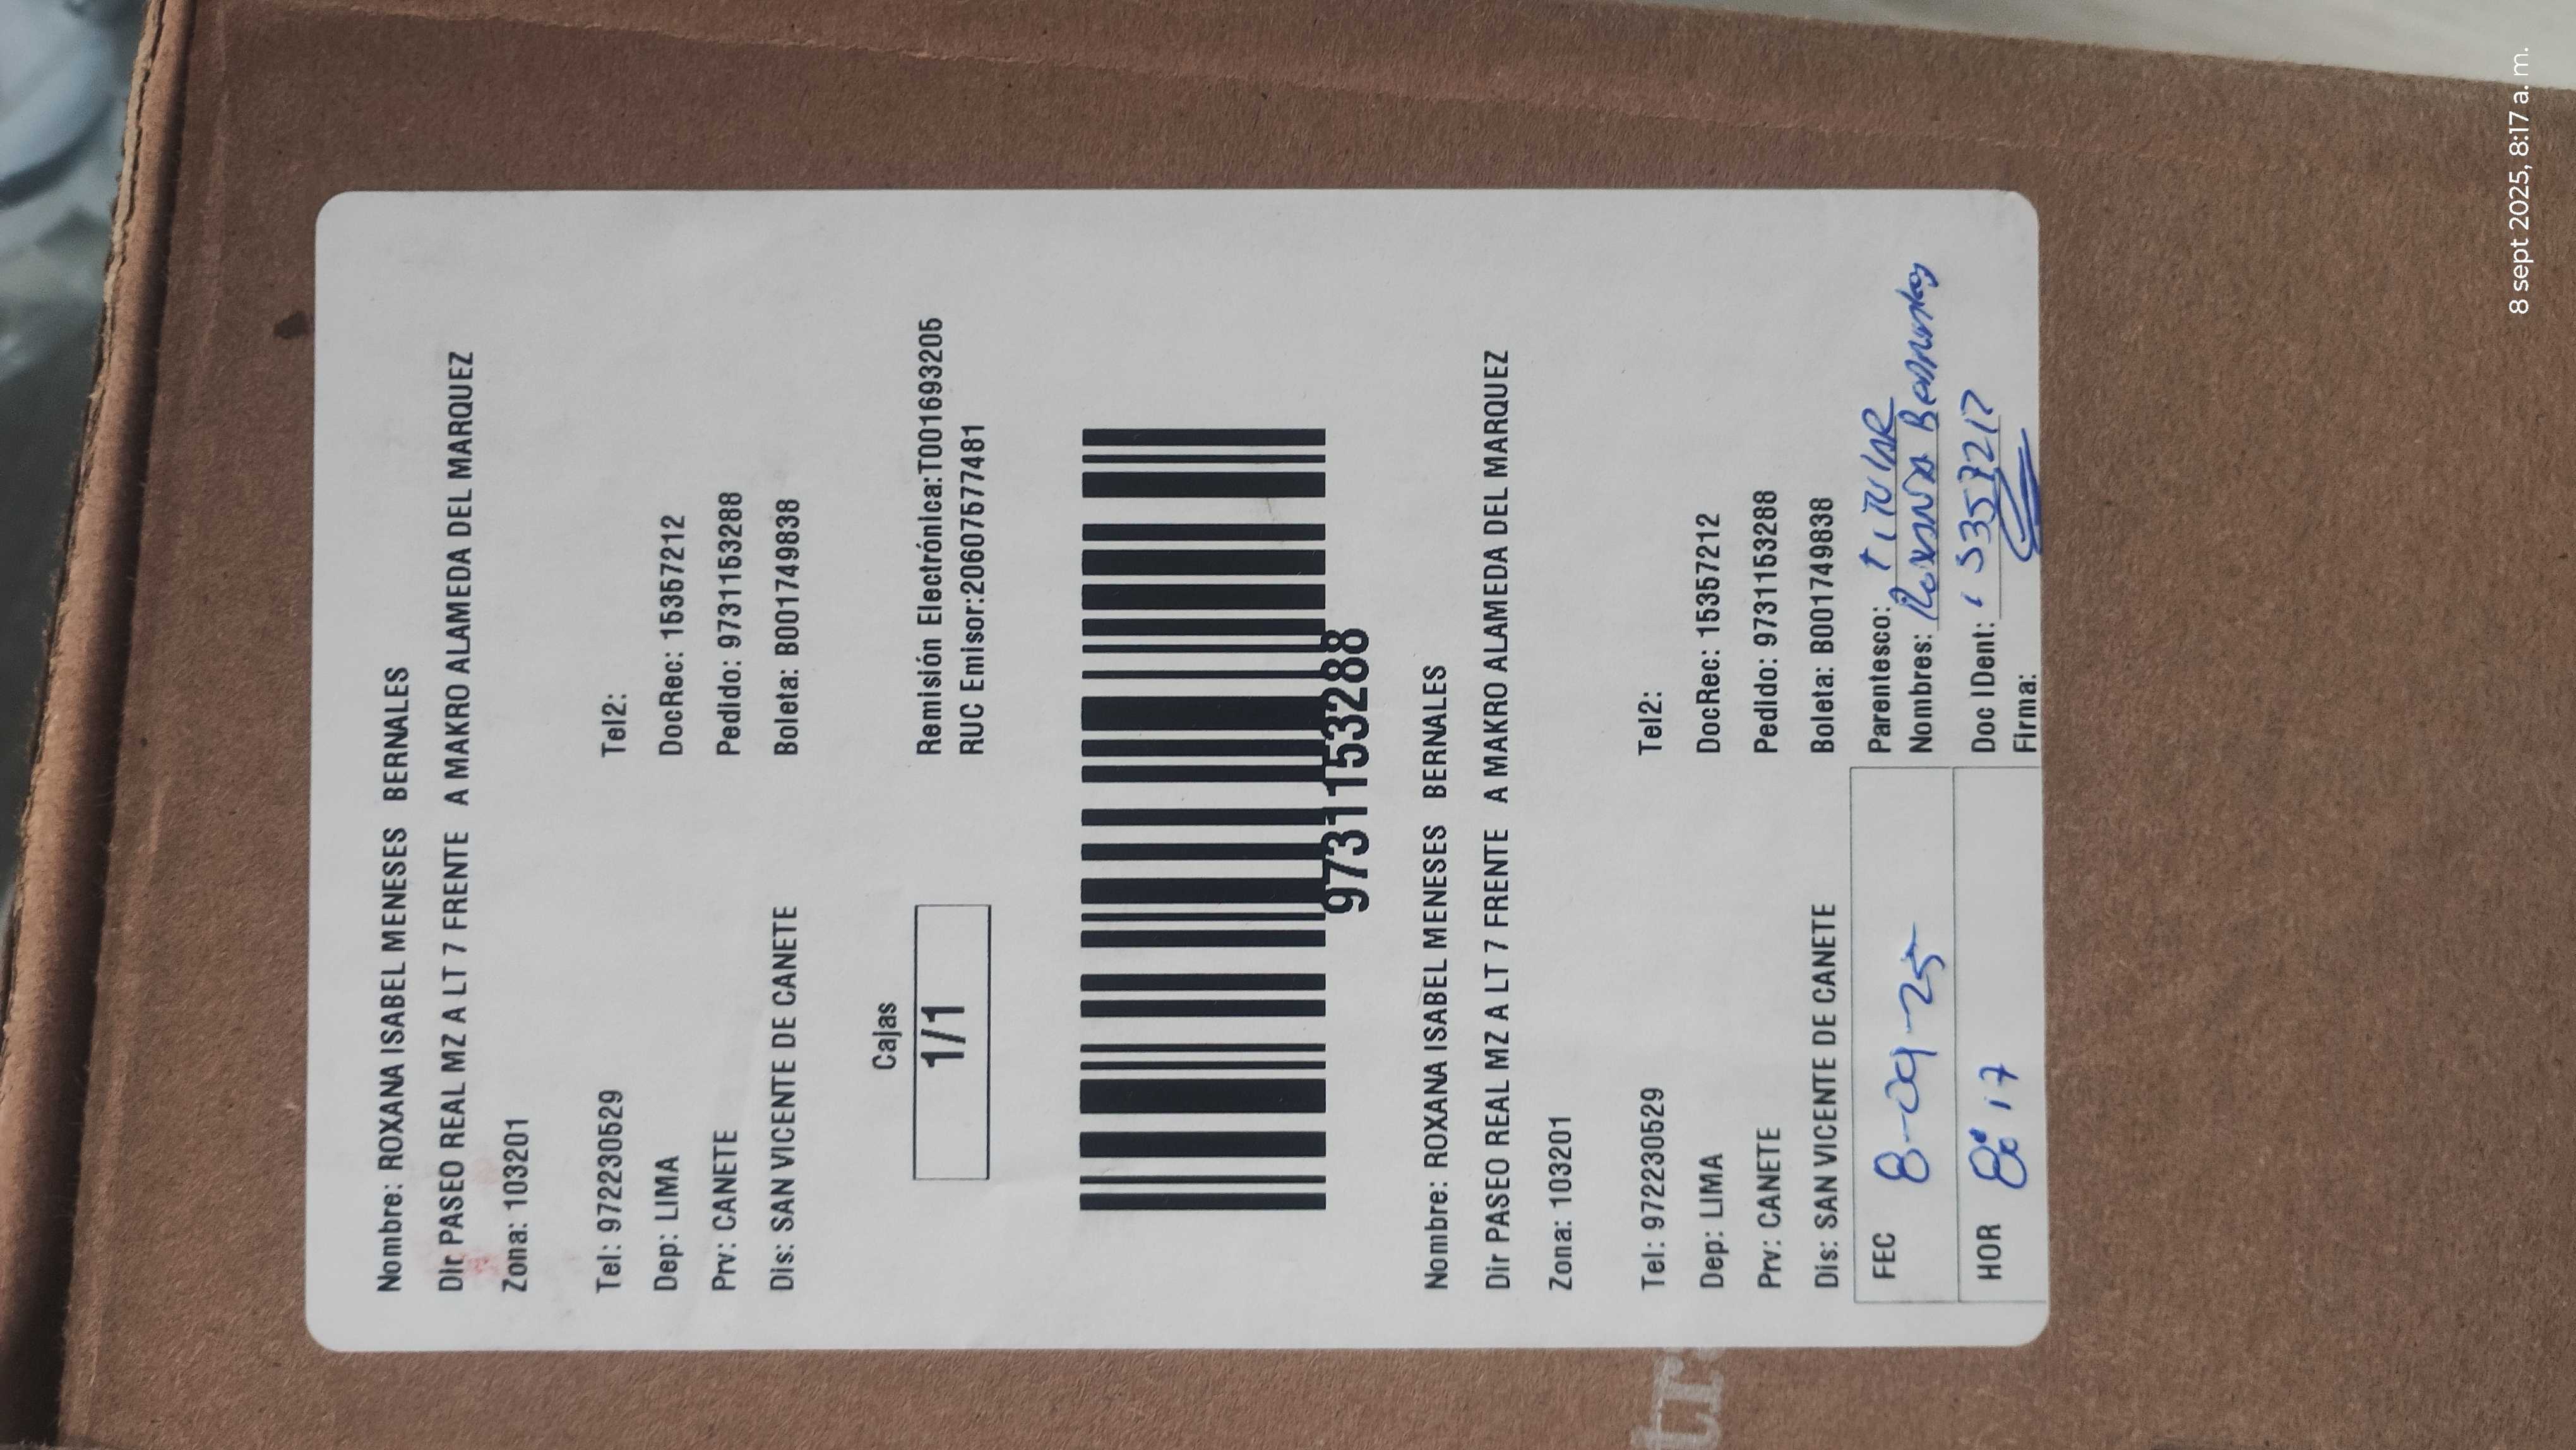 Nombre: ROXANA ISABEL MENESES BERNALES
Dir PASEO REAL MZ A LT 7 FRENTE A MAKRO ALAMEDA DEL MARQUEZ
Zona: 103201
Tel: 972230529 Tel2:
Dep: LIMA DocRec: 15357212
Prv: CANETE Pedido: 9731153288
Dis: SAN VICENTE DE CANETE Boleta: B001749838
Cajas
1/1
Remisión Electrónica:T001693205
RUC Emisor:20607577481
9731153288
Nombre: ROXANA ISABEL MENESES BERNALES
Dir PASEO REAL MZ A LT 7 FRENTE A MAKRO ALAMEDA DEL MARQUEZ
Zona: 103201
Tel: 972230529 Tel2:
Dep: LIMA DocRec: 15357212
Prv: CANETE Pedido: 9731153288
Dis: SAN VICENTE DE CANETE Boleta: B001749838
FEC 8-09-25 Parentesco: TITULAR
Nombres: Roxana
HOR 8:17 Doc IDent: 15357217
Firma:
tr
8 sept 2025, 8:17 a. m.